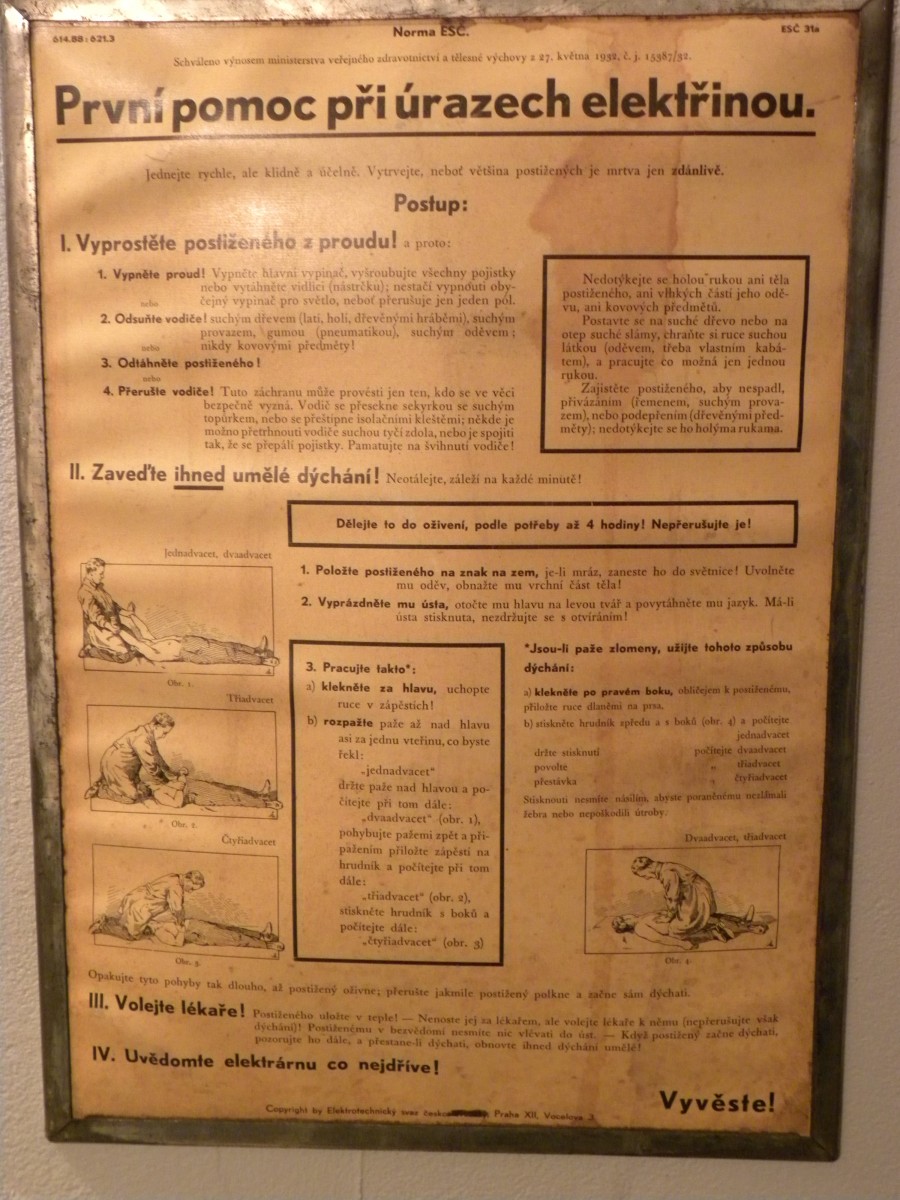 614.88 : 621.3
Norma ESČ.
ESČ 31a
Schváleno výnosem ministerstva veřejného zdravotnictví a tělesné výchovy z 27. května 1932, č. j. 15387/32.
První pomoc při úrazech elektřinou.
Jednejte rychle, ale klidně a účelně. Vytrvejte, neboť většina postižených je mrtva jen zdánlivě.
Postup:
I. Vyprostěte postiženého z proudu! a proto:
1. Vypněte proud! Vypněte hlavní vypinač, vyšroubujte všechny pojistky
nebo vytáhněte vidlici (nástrčku); nestačí vypnouti oby-
nebo
čejný vypinač pro světlo, neboť přerušuje jen jeden pól.
2. Odsuňte vodiče! suchým dřevem (latí, holí, dřevěnými hráběmi), suchým
provazem, gumou (pneumatikou), suchým oděvem;
nebo
nikdy kovovými předměty!
3. Odtáhněte postiženého!
nebo
4. Přerušte vodiče! Tuto záchranu může provésti jen ten, kdo se ve věci
bezpečně vyzná. Vodič se přesekne sekyrkou se suchým
topůrkem, nebo se přeštipne isolačními kleštěmi; někde je
možno přetrhnouti vodiče suchou tyčí zdola, nebo je spojiti
tak, že se přepálí pojistky. Pamatujte na švihnutí vodiče!
Nedotýkejte se holou rukou ani těla
postiženého, ani vlhkých částí jeho odě-
vu, ani kovových předmětů.
Postavte se na suché dřevo nebo na
otep suché slámy, chraňte si ruce suchou
látkou (oděvem, třeba vlastním kabá-
tem), a pracujte co možná jen jednou
rukou.
Zajistěte postiženého, aby nespadl,
přivázáním (řemenem, suchým prova-
zem), nebo podepřením (dřevěnými před-
měty); nedotýkejte se ho holýma rukama.
II. Zaveďte ihned umělé dýchání! Neotálejte, záleží na každé minutě!
Dělejte to do oživení, podle potřeby až 4 hodiny! Nepřerušujte je!
1. Položte postiženého na znak na zem, je-li mráz, zaneste ho do světnice! Uvolněte
mu oděv, obnažte mu vrchní část těla!
2. Vyprázdněte mu ústa, otočte mu hlavu na levou tvář a povytáhněte mu jazyk. Má-li
ústa stisknuta, nezdržujte se s otvíráním!
Jednadvacet, dvaadvacet
Obr. 1.
Třiadvacet
Obr. 2.
Čtyřiadvacet
Obr. 3.
3. Pracujte takto*:
a) klekněte za hlavu, uchopte
ruce v zápěstích!
b) rozpažte paže až nad hlavu
asi za jednu vteřinu, co byste
řekl:
„jednadvacet“
držte paže nad hlavou a po-
čítejte při tom dále:
„dvaadvacet“ (obr. 1),
pohybujte pažemi zpět a při-
pažením přiložte zápěstí na
hrudník a počítejte při tom
dále:
„třiadvacet“ (obr. 2),
stiskněte hrudník s boků a
počítejte dále:
„čtyřiadvacet“ (obr. 3)
*Jsou-li paže zlomeny, užijte tohoto způsobu
dýchání:
a) klekněte po pravém boku, obličejem k postiženému,
přiložte ruce dlaněmi na prsa.
b) stiskněte hrudník zpředu a s boků (obr. 4) a počítejte
jednadvacet
držte stisknutí počítejte dvaadvacet
povolte „ třiadvacet
přestávka „ čtyřiadvacet
Stisknouti nesmíte násilím, abyste poraněnému nezlámali
žebra nebo nepoškodili útroby.
Dvaadvacet, třiadvacet
Obr. 4.
Opakujte tyto pohyby tak dlouho, až postižený oživne; přerušte jakmile postižený polkne a začne sám dýchati.
III. Volejte lékaře! Postiženého uložte v teple! — Nenoste jej za lékařem, ale volejte lékaře k němu (nepřerušujte však
dýchání)! Postiženému v bezvědomí nesmíte nic vlévati do úst. — Když postižený začne dýchati,
pozorujte ho dále, a přestane-li dýchati, obnovte ihned dýchání umělé!
IV. Uvědomte elektrárnu co nejdříve!
Vyvěste!
Copyright by Elektrotechnický svaz česko Praha XII, Vocelova 3.